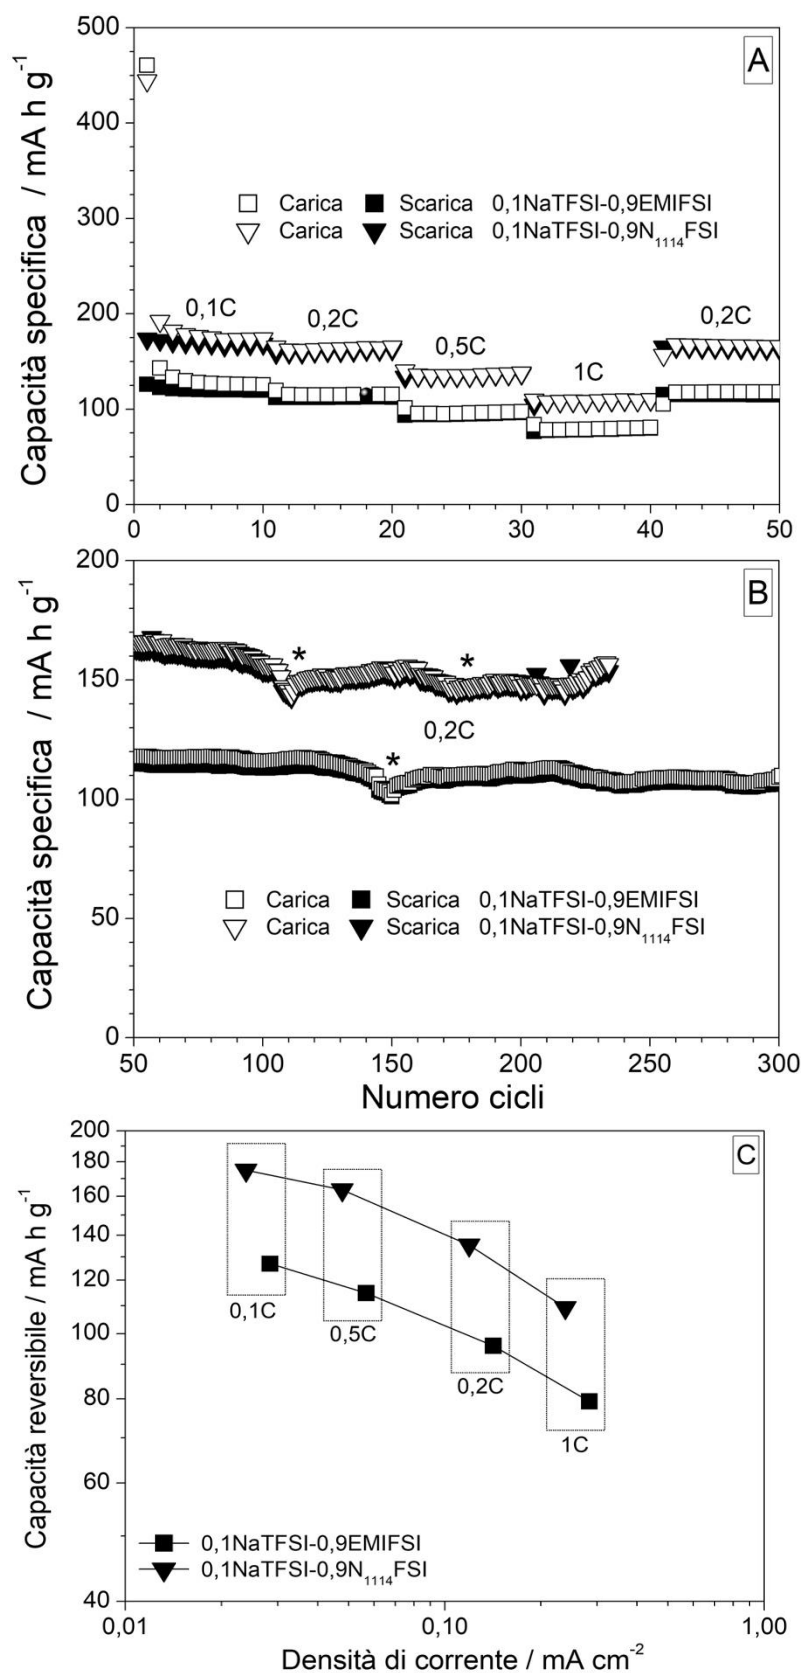 A
Capacità specifica / mA h g⁻¹
500
400
300
200
100
0
Carica Scarica 0,1NaTFSI-0,9EMIFSI
Carica Scarica 0,1NaTFSI-0,9N₁₁₁₄FSI
0,1C
0,2C
0,5C
1C
0,2C
0 10 20 30 40 50
B
Capacità specifica / mA h g⁻¹
200
150
100
50
0
*
*
0,2C
*
Carica Scarica 0,1NaTFSI-0,9EMIFSI
Carica Scarica 0,1NaTFSI-0,9N₁₁₁₄FSI
50 100 150 200 250 300
Numero cicli
C
Capacità reversibile / mA h g⁻¹
200
180
160
140
120
100
80
60
40
0,1C
0,5C
0,2C
1C
0,1NaTFSI-0,9EMIFSI
0,1NaTFSI-0,9N₁₁₁₄FSI
0,01 0,10 1,00
Densità di corrente / mA cm⁻²